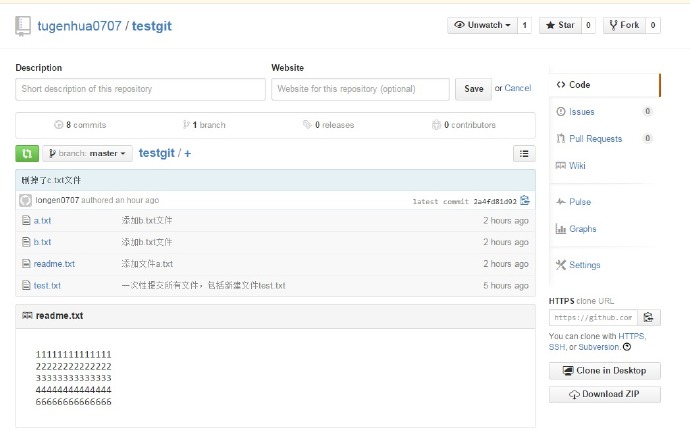 tugenhua0707 / testgit
Unwatch 1 Star 0 Fork 0
Description
Website
Short description of this repository
Website for this repository (optional)
Save or Cancel
8 commits 1 branch 0 releases 0 contributors
branch: master testgit / +
删掉了c.txt文件
longen0707 authored an hour ago latest commit 2a4fd81d92
a.txt 添加b.txt文件 2 hours ago
b.txt 添加b.txt文件 2 hours ago
readme.txt 添加文件a.txt 2 hours ago
test.txt 一次性提交所有文件，包括新建文件test.txt 5 hours ago
readme.txt
11111111111111
22222222222222
33333333333333
44444444444444
66666666666666
Code
Issues 0
Pull Requests 0
Wiki
Pulse
Graphs
Settings
HTTPS clone URL
https://github.com
You can clone with HTTPS,
SSH, or Subversion.
Clone in Desktop
Download ZIP